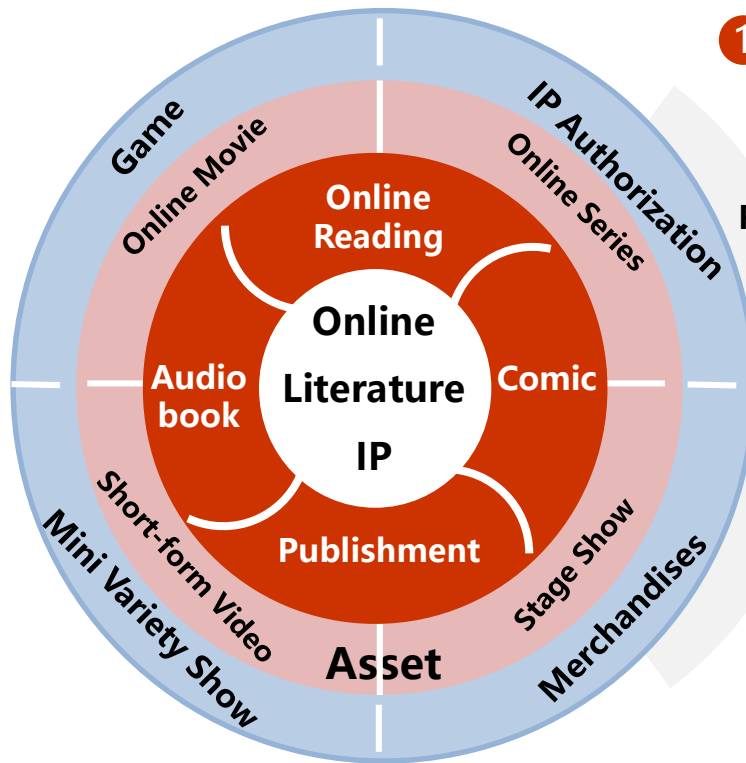 1
Game
IP Authorization
Online Movie
Online Series
Online
Reading
Online
Literature
IP
Audio
book
Comic
Publishment
Short-form Video
Stage Show
Mini Variety Show
Merchandises
Asset